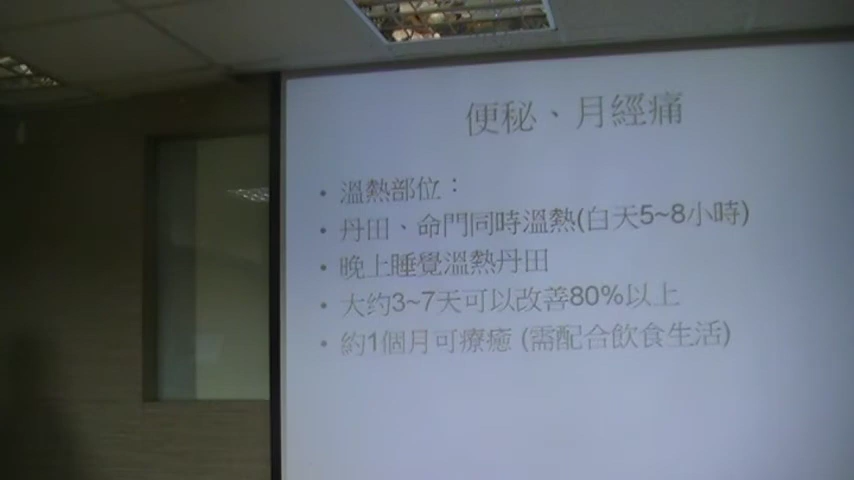 便秘、月經痛
• 溫熱部位：
• 丹田、命門同時溫熱(白天5~8小時)
• 晚上睡覺溫熱丹田
• 大約3~7天可以改善80%以上
• 約1個月可療癒 (需配合飲食生活)